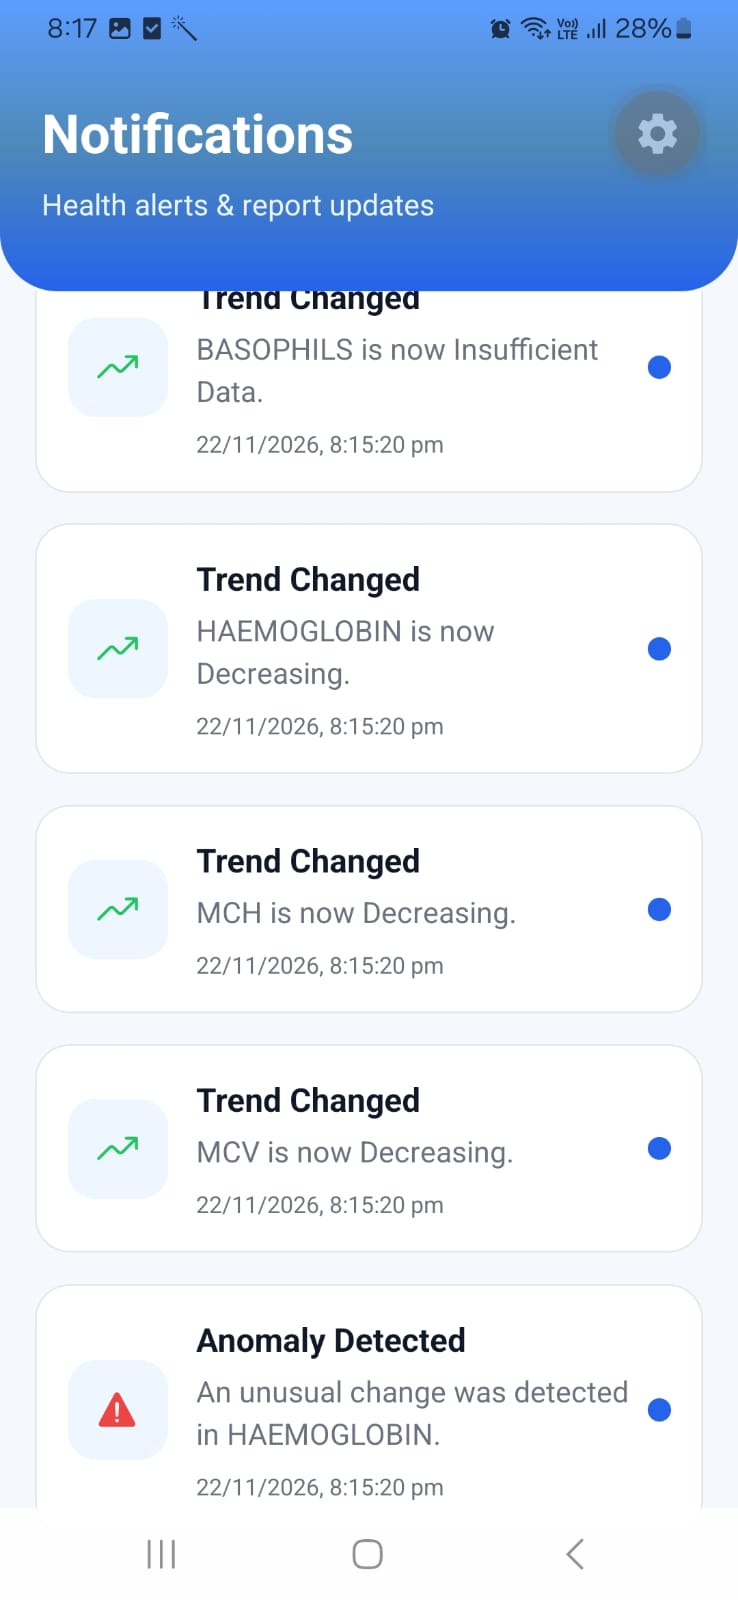 8:17 Vo)) LTE 28%
Notifications
Health alerts & report updates
Trend Changed
BASOPHILS is now Insufficient
Data.
22/11/2026, 8:15:20 pm
Trend Changed
HAEMOGLOBIN is now
Decreasing.
22/11/2026, 8:15:20 pm
Trend Changed
MCH is now Decreasing.
22/11/2026, 8:15:20 pm
Trend Changed
MCV is now Decreasing.
22/11/2026, 8:15:20 pm
Anomaly Detected
An unusual change was detected
in HAEMOGLOBIN.
22/11/2026, 8:15:20 pm